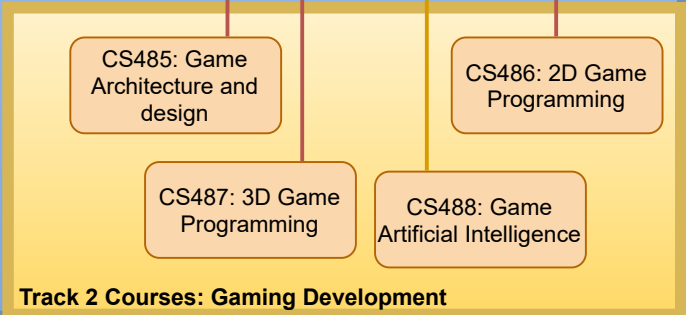 CS485: Game
Architecture and
design
CS486: 2D Game
Programming
CS487: 3D Game
Programming
CS488: Game
Artificial Intelligence
Track 2 Courses: Gaming Development